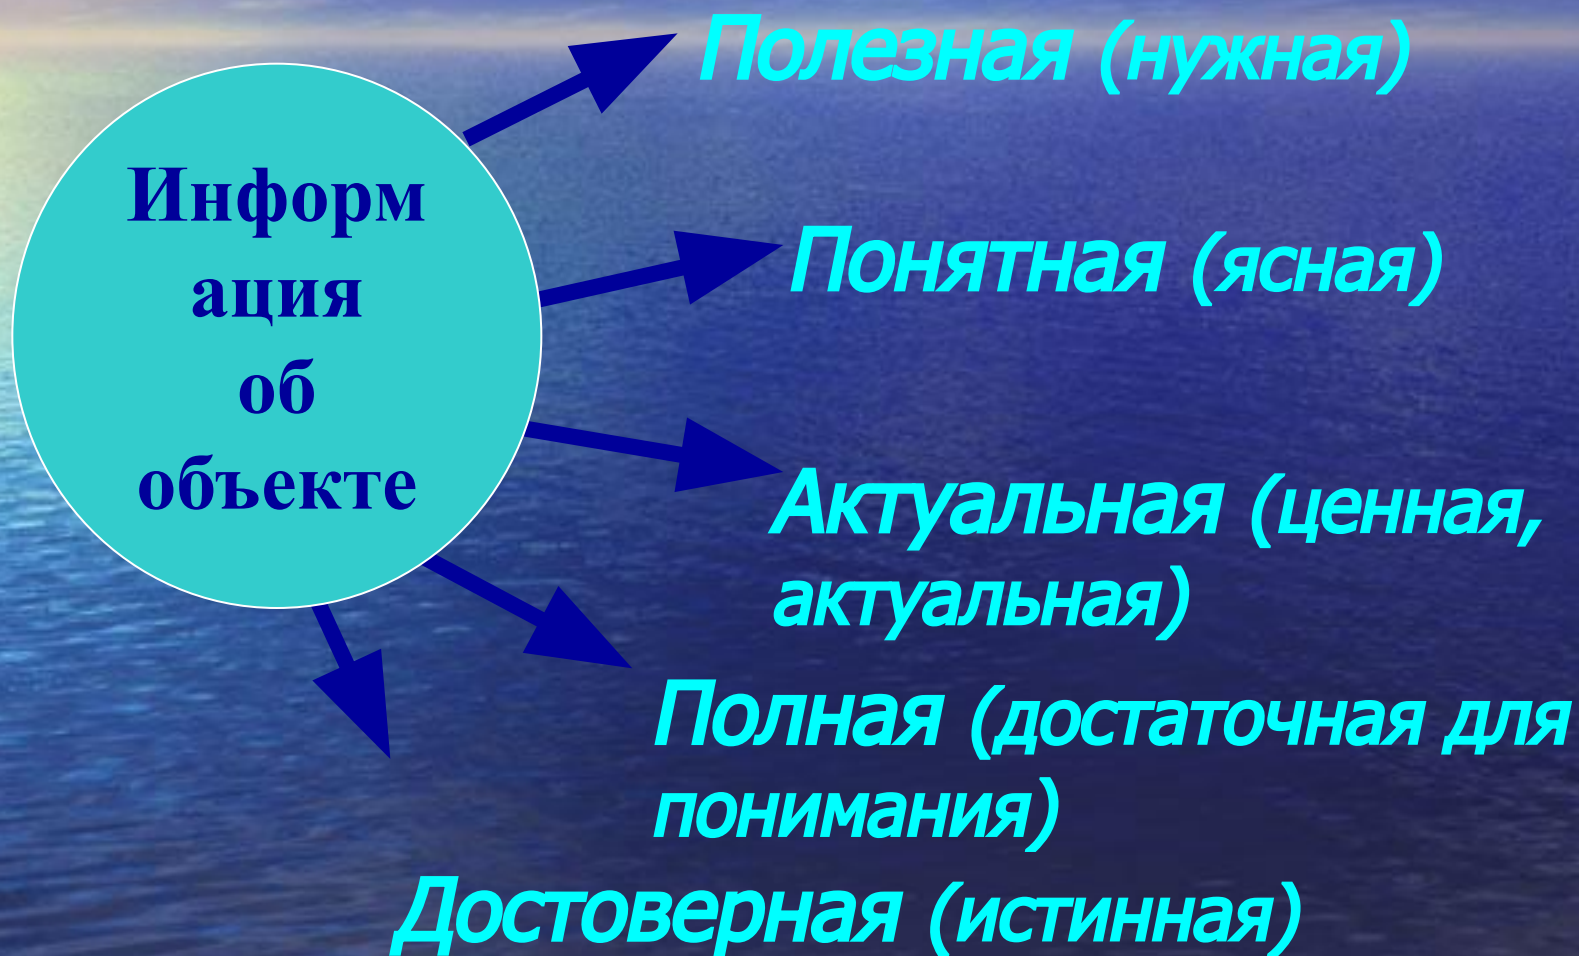 Информ
ация
об
объекте
Полезная (нужная)
Понятная (ясная)
Актуальная (ценная,
актуальная)
Полная (достаточная для
понимания)
Достоверная (истинная)